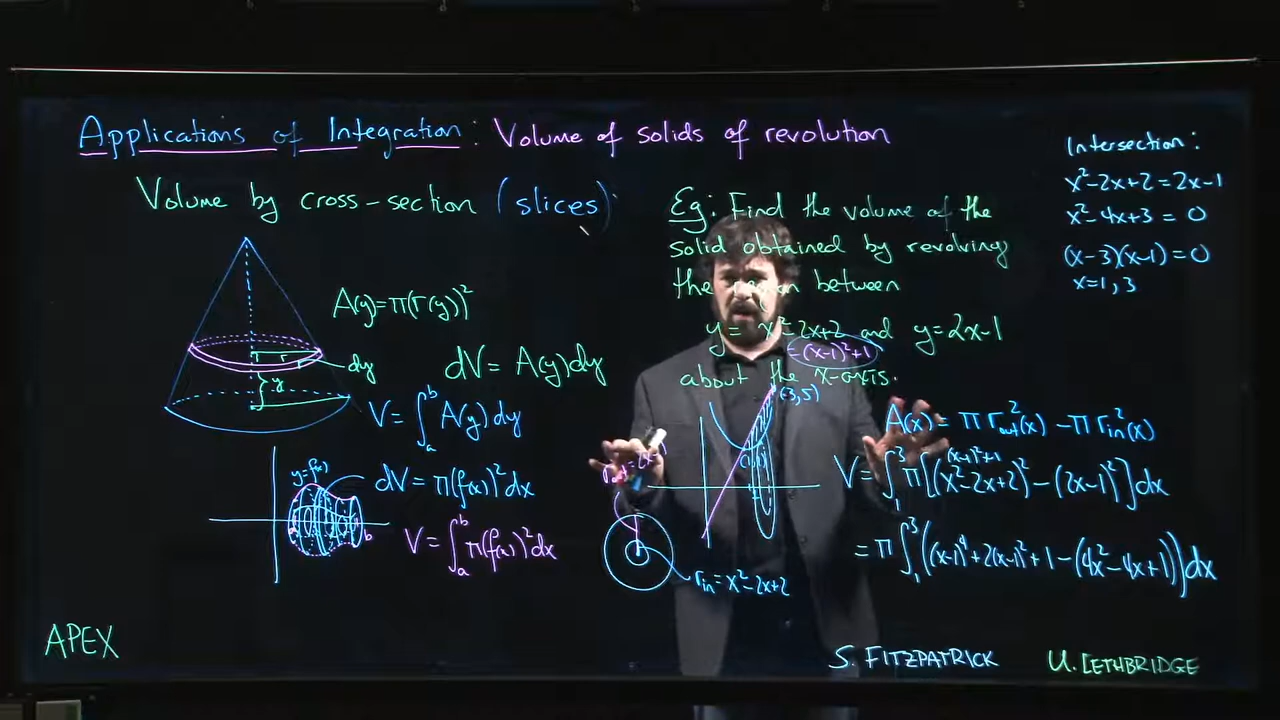 Applications of Integration: Volume of solids of revolution
Volume by cross-section (slices):
A(y)=π(r(y))²
r
dy
y
dV = A(y)dy
V = ∫ₐᵇ A(y) dy
y=f(x)
a
b
dV = π(f(x))²dx
V = ∫ₐᵇ π(f(x))²dx
Eg: Find the volume of the
solid obtained by revolving
the region between
y = x²-2x+2 and y=2x-1
=(x-1)²+1
about the x-axis.
(3,5)
r_in = x²-2x+2
Intersection:
x²-2x+2=2x-1
x²-4x+3 = 0
(x-3)(x-1)=0
x=1,3
A(x) = π r²_out(x) - π r²_in(x)
(x-1)²+1
V = ∫₁³ π[(x²-2x+2)² - (2x-1)²]dx
= π ∫₁³ ((x-1)⁴+2(x-1)²+1-(4x²-4x+1))dx
APEX
S. FITZPATRICK
U. LETHBRIDGE